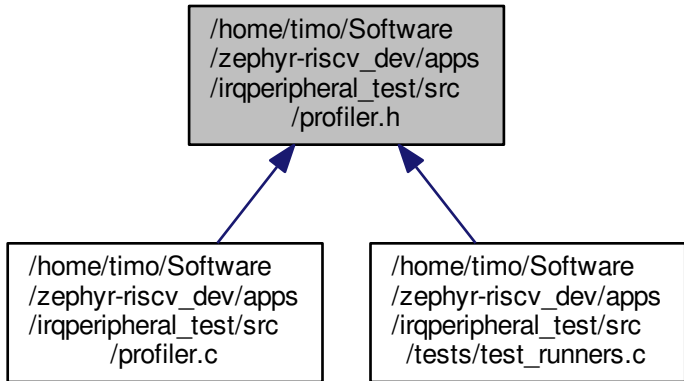 /home/timo/Software
/zephyr-riscv_dev/apps
/irqperipheral_test/src
/profiler.h
/home/timo/Software
/zephyr-riscv_dev/apps
/irqperipheral_test/src
/profiler.c
/home/timo/Software
/zephyr-riscv_dev/apps
/irqperipheral_test/src
/tests/test_runners.c